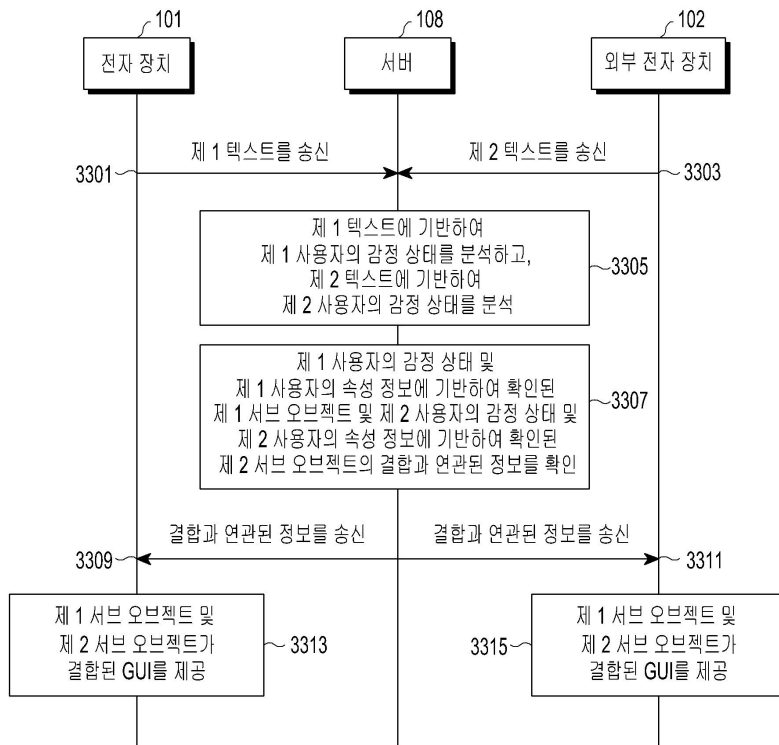 101
108
102
전자 장치
서버
외부 전자 장치
제 1 텍스트를 송신
제 2 텍스트를 송신
3301
3303
제 1 텍스트에 기반하여
제 1 사용자의 감정 상태를 분석하고,
제 2 텍스트에 기반하여
제 2 사용자의 감정 상태를 분석
3305
제 1 사용자의 감정 상태 및
제 1 사용자의 속성 정보에 기반하여 확인된
제 1 서브 오브젝트 및 제 2 사용자의 감정 상태 및
제 2 사용자의 속성 정보에 기반하여 확인된
제 2 서브 오브젝트의 결합과 연관된 정보를 확인
3307
결합과 연관된 정보를 송신
결합과 연관된 정보를 송신
3309
3311
제 1 서브 오브젝트 및
제 2 서브 오브젝트가
결합된 GUI를 제공
3313
제 1 서브 오브젝트 및
제 2 서브 오브젝트가
결합된 GUI를 제공
3315